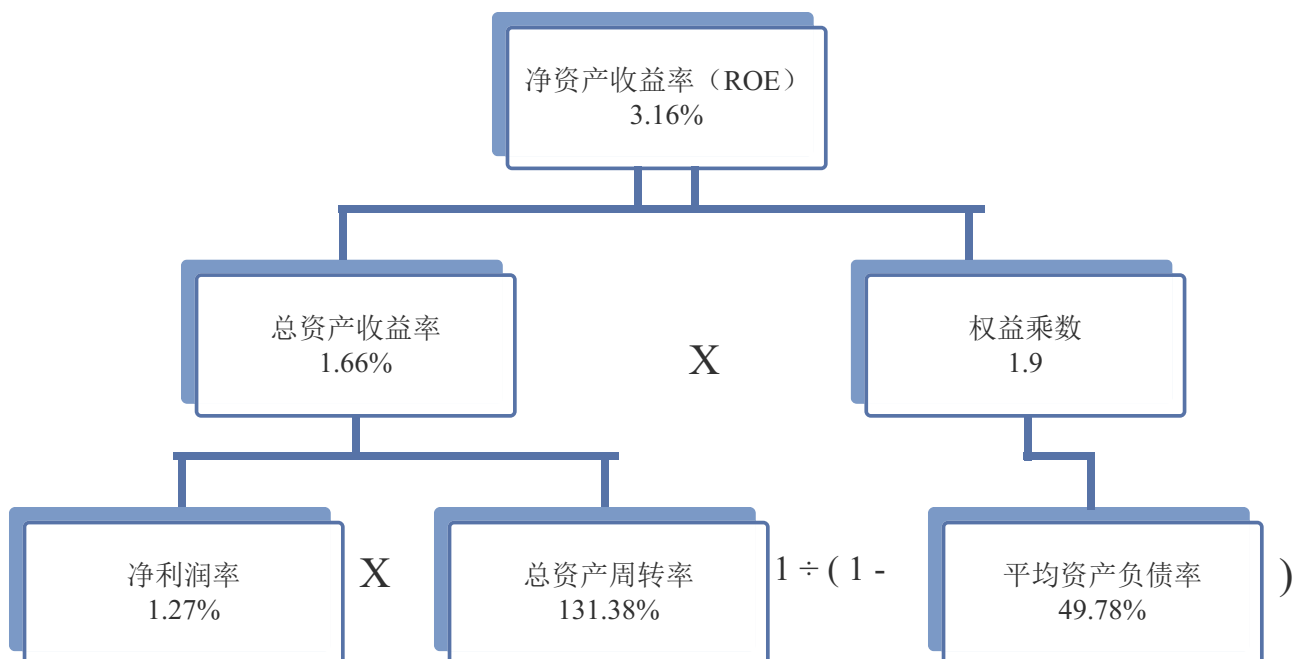 净资产收益率（ROE）
3.16%
总资产收益率
1.66%
X
权益乘数
1.9
净利润率
1.27%
X
总资产周转率
131.38%
1 ÷ ( 1 -
平均资产负债率
49.78%
)